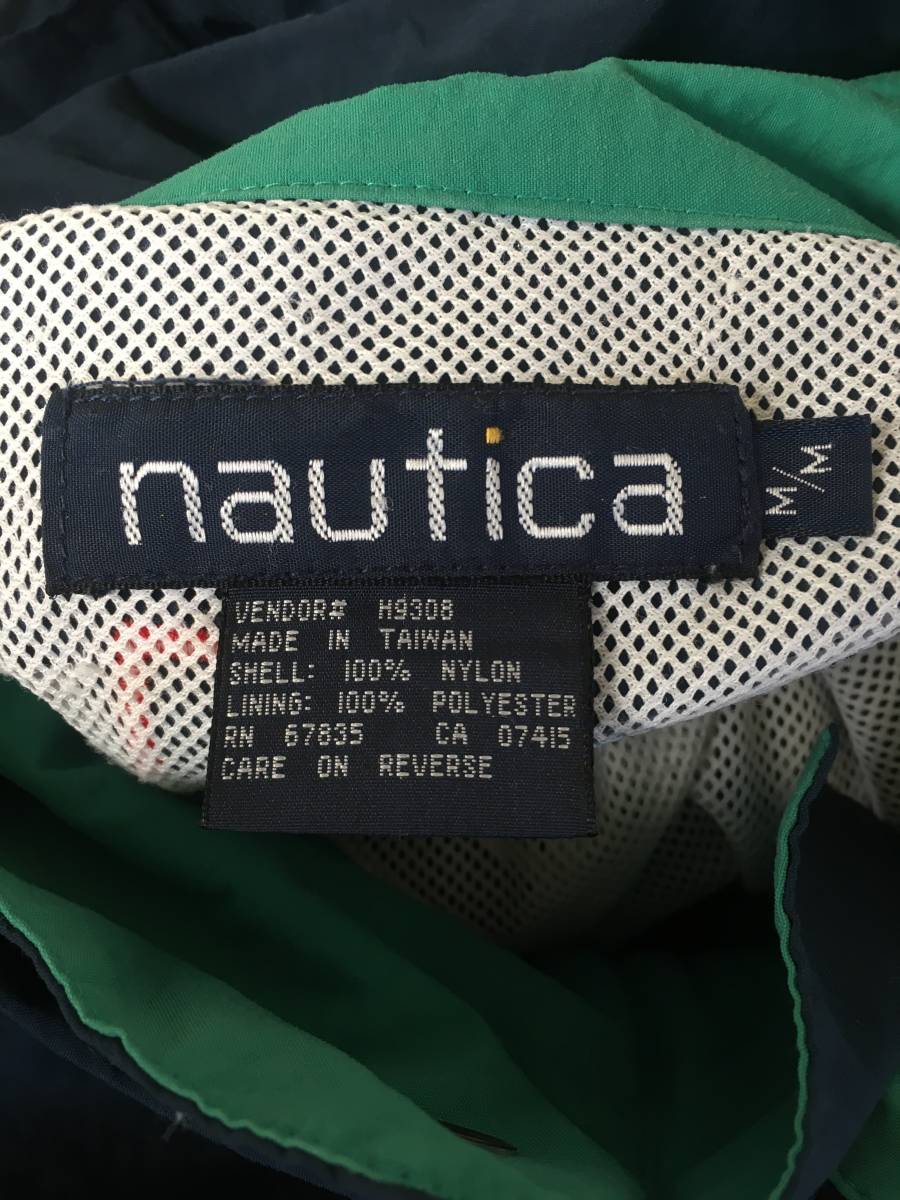 nautica
M/M
VENDOR# H9308
MADE IN TAIWAN
SHELL: 100% NYLON
LINING: 100% POLYESTER
RN 67835 CA 07415
CARE ON REVERSE